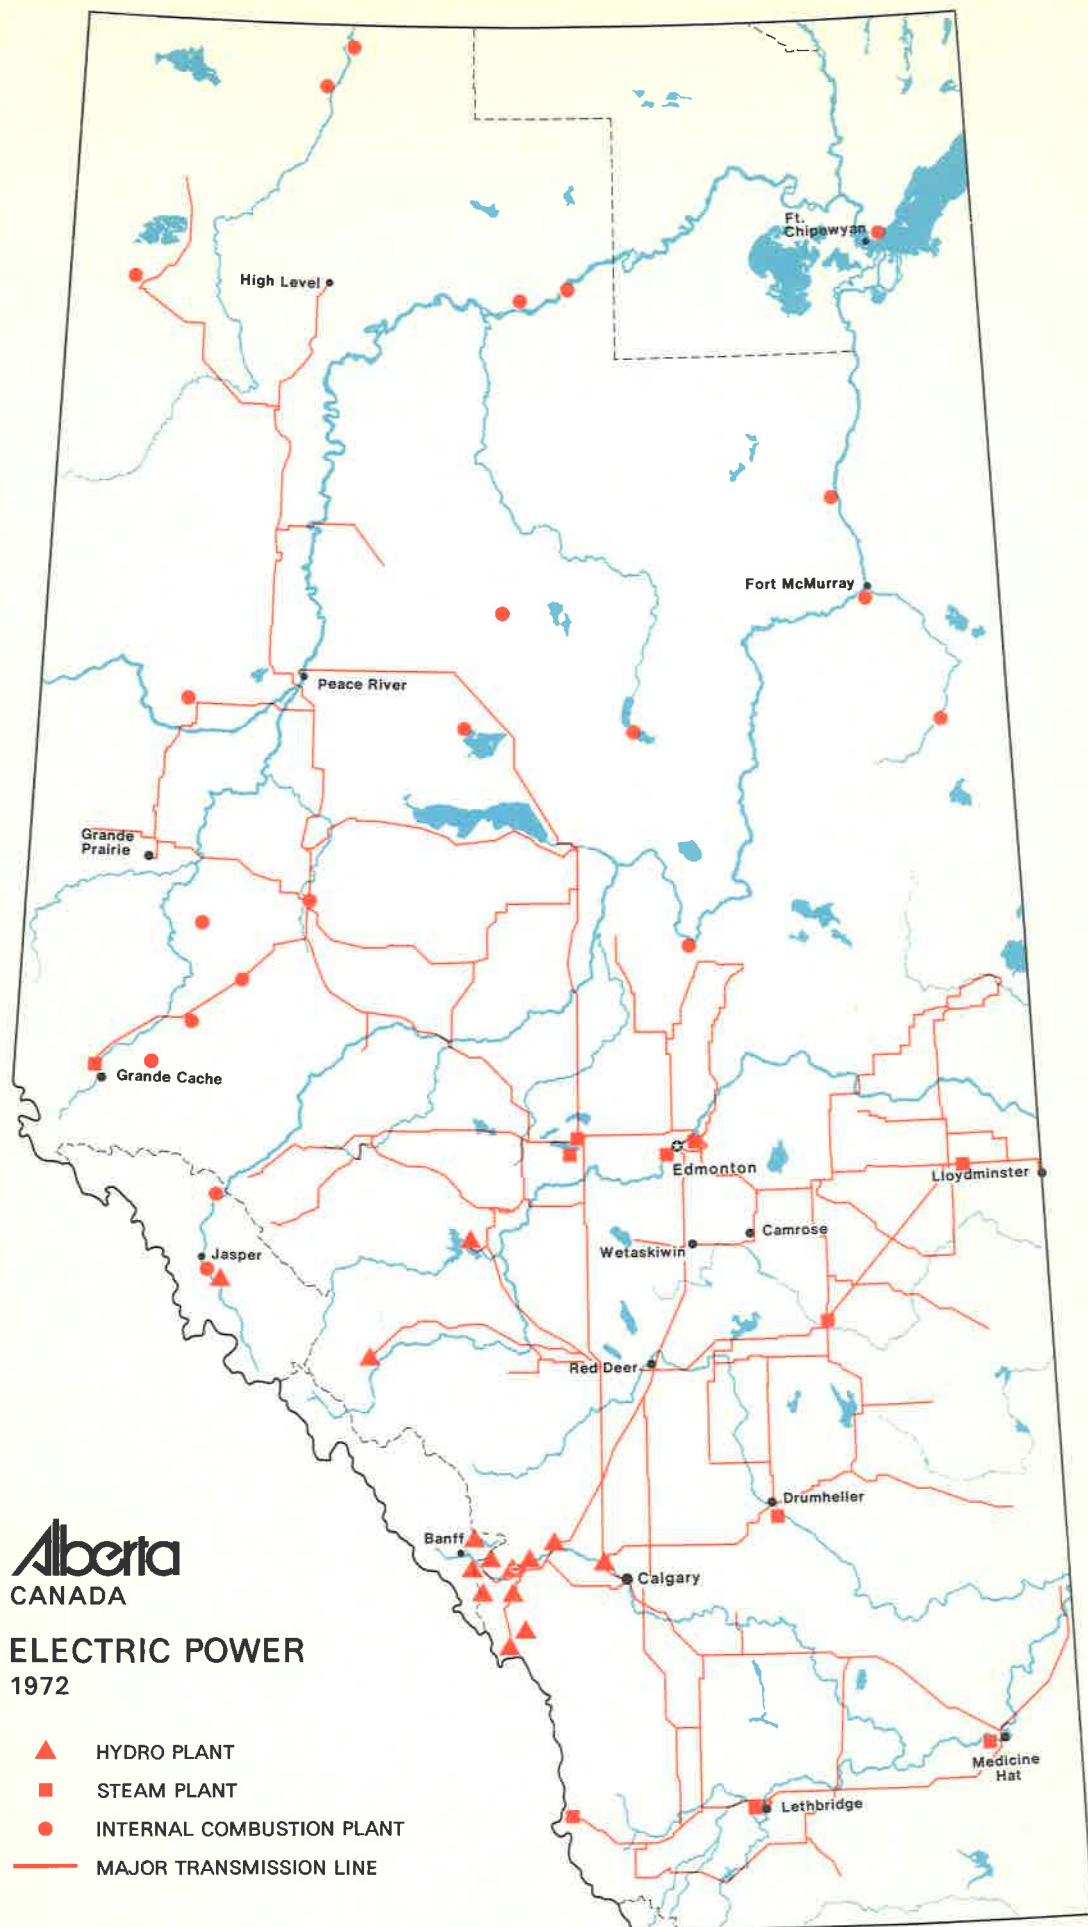 Ft.
Chipewyan
High Level
Fort McMurray
Peace River
Grande
Prairie
Grande Cache
Edmonton
Lloydminster
Jasper
Camrose
Wetaskiwin
Red Deer
Drumheller
Banff
Calgary
Medicine
Hat
Lethbridge
Alberta
CANADA
ELECTRIC POWER
1972
HYDRO PLANT
STEAM PLANT
INTERNAL COMBUSTION PLANT
MAJOR TRANSMISSION LINE